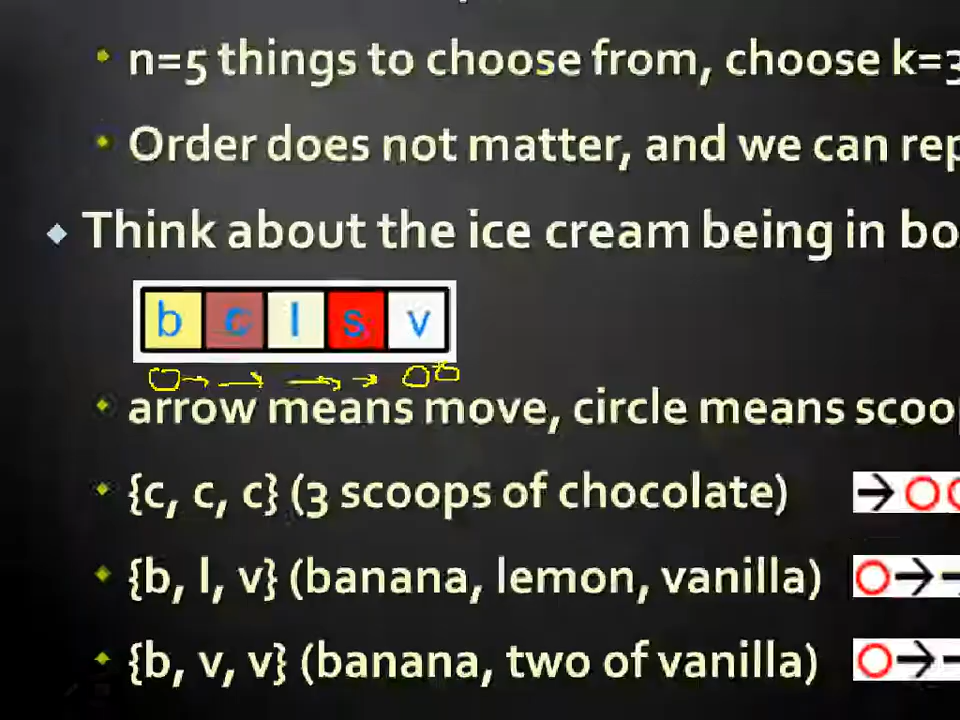 n=5 things to choose from, choose k=3
Order does not matter, and we can rep
Think about the ice cream being in bo
b c l s v
arrow means move, circle means scoo
{c, c, c} (3 scoops of chocolate)
{b, l, v} (banana, lemon, vanilla)
{b, v, v} (banana, two of vanilla)